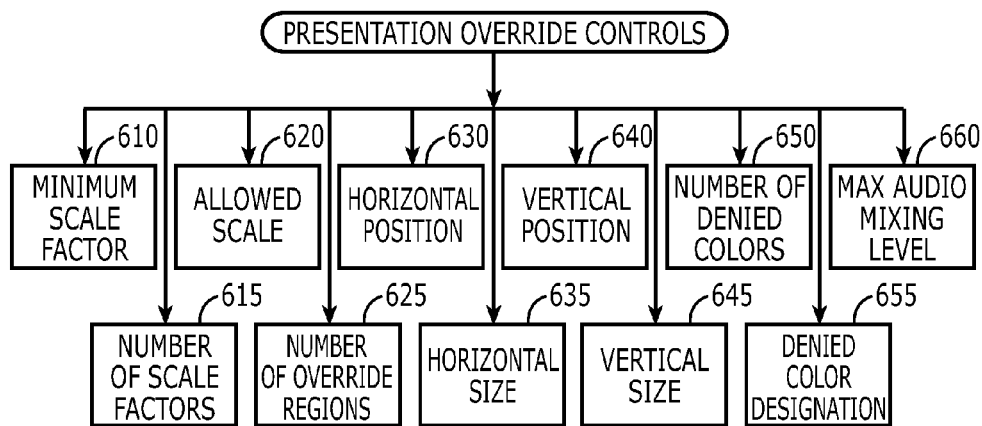 PRESENTATION OVERRIDE CONTROLS
610
620
630
640
650
660
MINIMUM
SCALE
FACTOR
ALLOWED
SCALE
HORIZONTAL
POSITION
VERTICAL
POSITION
NUMBER OF
DENIED
COLORS
MAX AUDIO
MIXING
LEVEL
615
625
635
645
655
NUMBER
OF SCALE
FACTORS
NUMBER
OF OVERRIDE
REGIONS
HORIZONTAL
SIZE
VERTICAL
SIZE
DENIED
COLOR
DESIGNATION